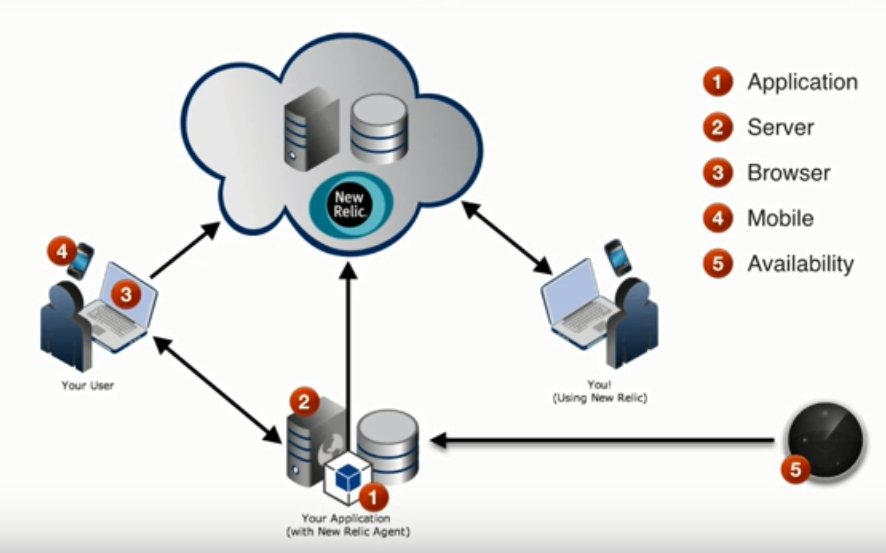 New
Relic.
1 Application
2 Server
3 Browser
4 Mobile
5 Availability
4
3
Your User
You!
(Using New Relic)
2
1
5
Your Application
(with New Relic Agent)